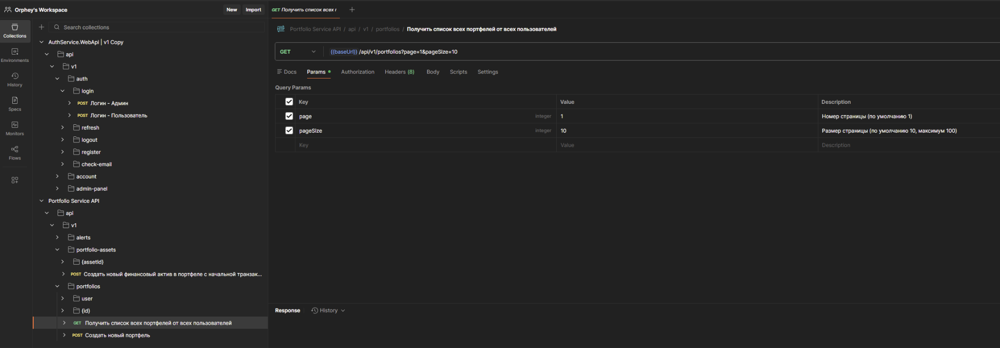 Orphey's Workspace
New
Import
Collections
Environments
History
Specs
Monitors
Flows
Search collections
AuthService.WebApi | v1 Copy
api
v1
auth
login
POST Логин - Админ
POST Логин - Пользователь
refresh
logout
register
check-email
account
admin-panel
Portfolio Service API
api
v1
alerts
portfolio-assets
{assetId}
POST Создать новый финансовый актив в портфеле с начальной транзак...
portfolios
user
{id}
GET Получить список всех портфелей от всех пользователей
POST Создать новый портфель
GET Получить список всех
HTTP Portfolio Service API / api / v1 / portfolios / Получить список всех портфелей от всех пользователей
GET {{baseUrl}} /api/v1/portfolios?page=1&pageSize=10
Docs Params Authorization Headers (8) Body Scripts Settings
Query Params
Key Value Description
page integer 1 Номер страницы (по умолчанию 1)
pageSize integer 10 Размер страницы (по умолчанию 10, максимум 100)
Key Value Description
Response History